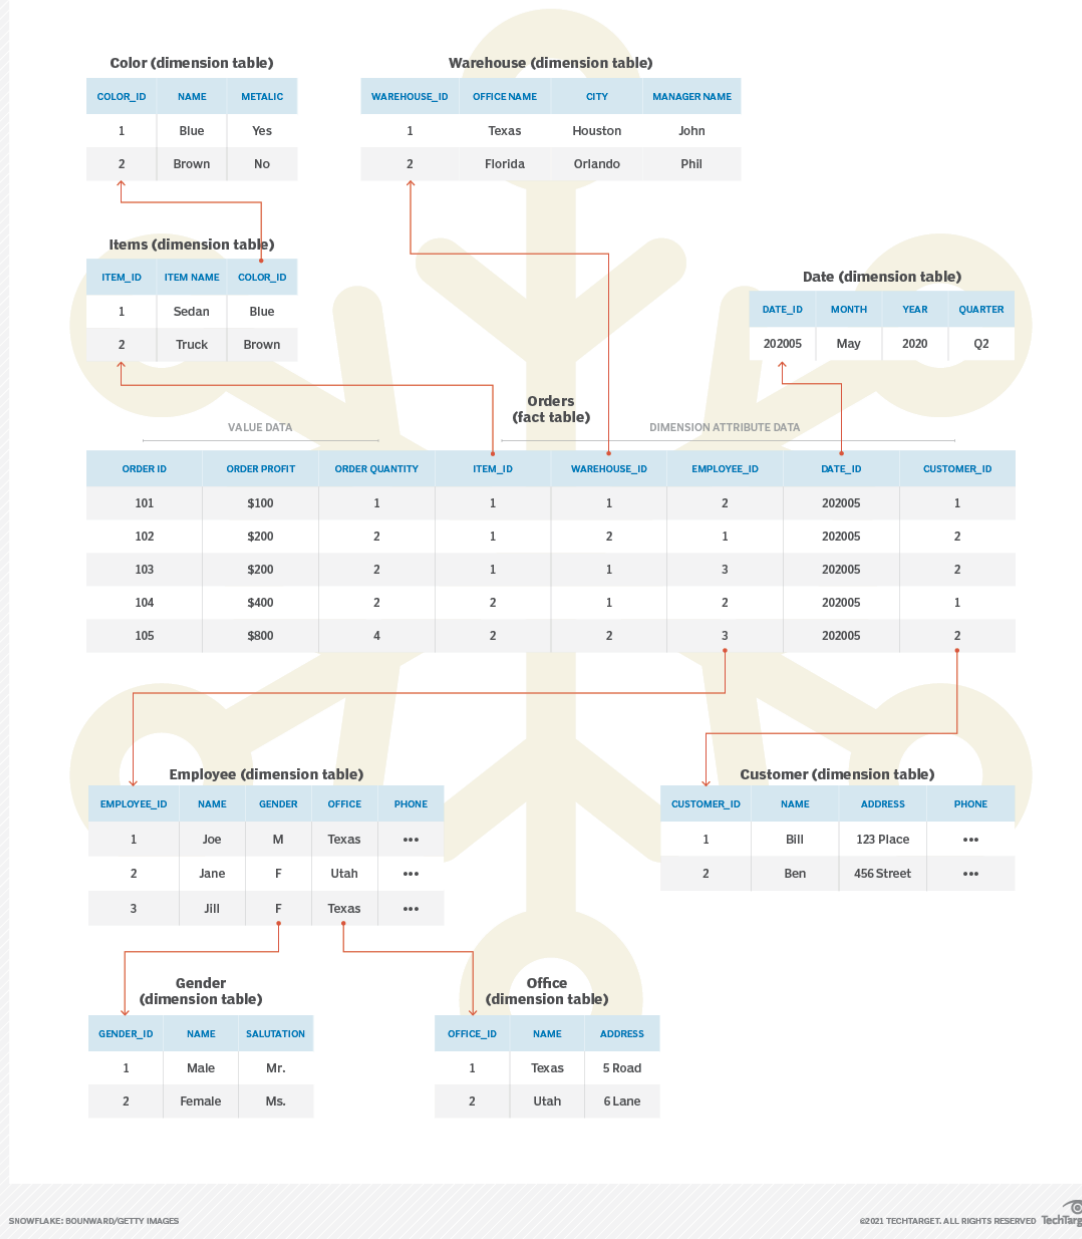 Color (dimension table)
COLOR_ID NAME METALIC
1 Blue Yes
2 Brown No
Warehouse (dimension table)
WAREHOUSE_ID OFFICE NAME CITY MANAGER NAME
1 Texas Houston John
2 Florida Orlando Phil
Items (dimension table)
ITEM_ID ITEM NAME COLOR_ID
1 Sedan Blue
2 Truck Brown
Date (dimension table)
DATE_ID MONTH YEAR QUARTER
202005 May 2020 Q2
Orders
(fact table)
VALUE DATA DIMENSION ATTRIBUTE DATA
ORDER ID ORDER PROFIT ORDER QUANTITY ITEM_ID WAREHOUSE_ID EMPLOYEE_ID DATE_ID CUSTOMER_ID
101 $100 1 1 1 2 202005 1
102 $200 2 1 2 1 202005 2
103 $200 2 1 1 3 202005 2
104 $400 2 2 1 2 202005 1
105 $800 4 2 2 3 202005 2
Employee (dimension table)
EMPLOYEE_ID NAME GENDER OFFICE PHONE
1 Joe M Texas •••
2 Jane F Utah •••
3 Jill F Texas •••
Customer (dimension table)
CUSTOMER_ID NAME ADDRESS PHONE
1 Bill 123 Place •••
2 Ben 456 Street •••
Gender
(dimension table)
GENDER_ID NAME SALUTATION
1 Male Mr.
2 Female Ms.
Office
(dimension table)
OFFICE_ID NAME ADDRESS
1 Texas 5 Road
2 Utah 6 Lane
SNOWFLAKE: BOUNWARD/GETTY IMAGES
©2021 TECHTARGET. ALL RIGHTS RESERVED